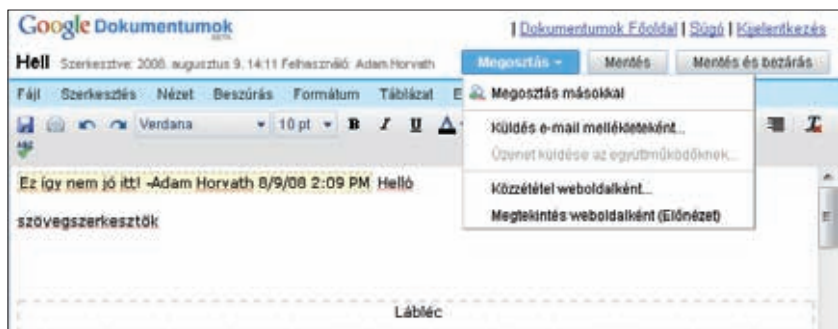 Google Dokumentumok
BETA
| Dokumentumok Főoldal | Súgó | Kijelentkezés
Hell Szerkesztve: 2008. augusztus 9. 14:11 Felhasználó: Adam Horvath
Megosztás Mentés Mentés és bezárás
Fájl Szerkesztés Nézet Beszúrás Formátum Táblázat E
Verdana 10 pt B I U A T
Megosztás másokkal
Küldés e-mail mellékleteként...
Üzenet küldése az együttműködőknek...
Közzététel weboldalként...
Megtekintés weboldalként (Előnézet)
Ez így nem jó itt! -Adam Horvath 8/9/08 2:09 PM Helló
szövegszerkesztők
E
Lábléc